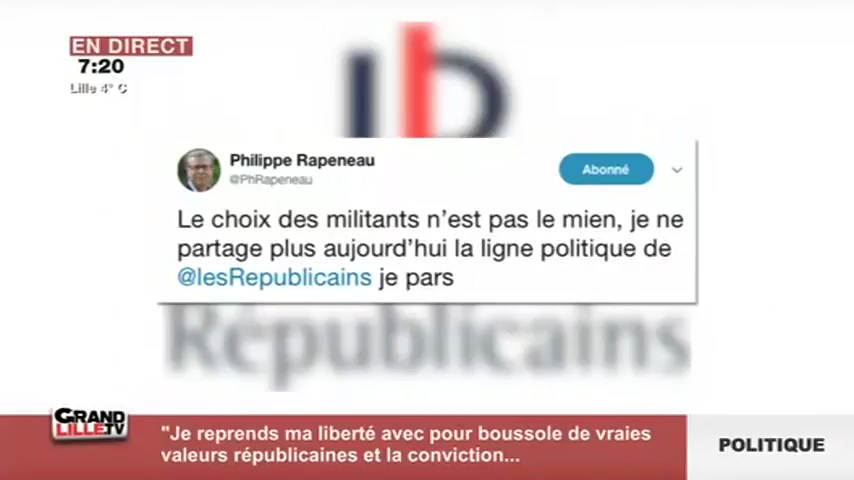 EN DIRECT
7:20
Lille 4° C
Philippe Rapeneau
@PhRapeneau
Abonné
Le choix des militants n'est pas le mien, je ne
partage plus aujourd'hui la ligne politique de
@lesRepublicains je pars
Républicains
GRAND
LILLE TV
"Je reprends ma liberté avec pour boussole de vraies
valeurs républicaines et la conviction...
POLITIQUE